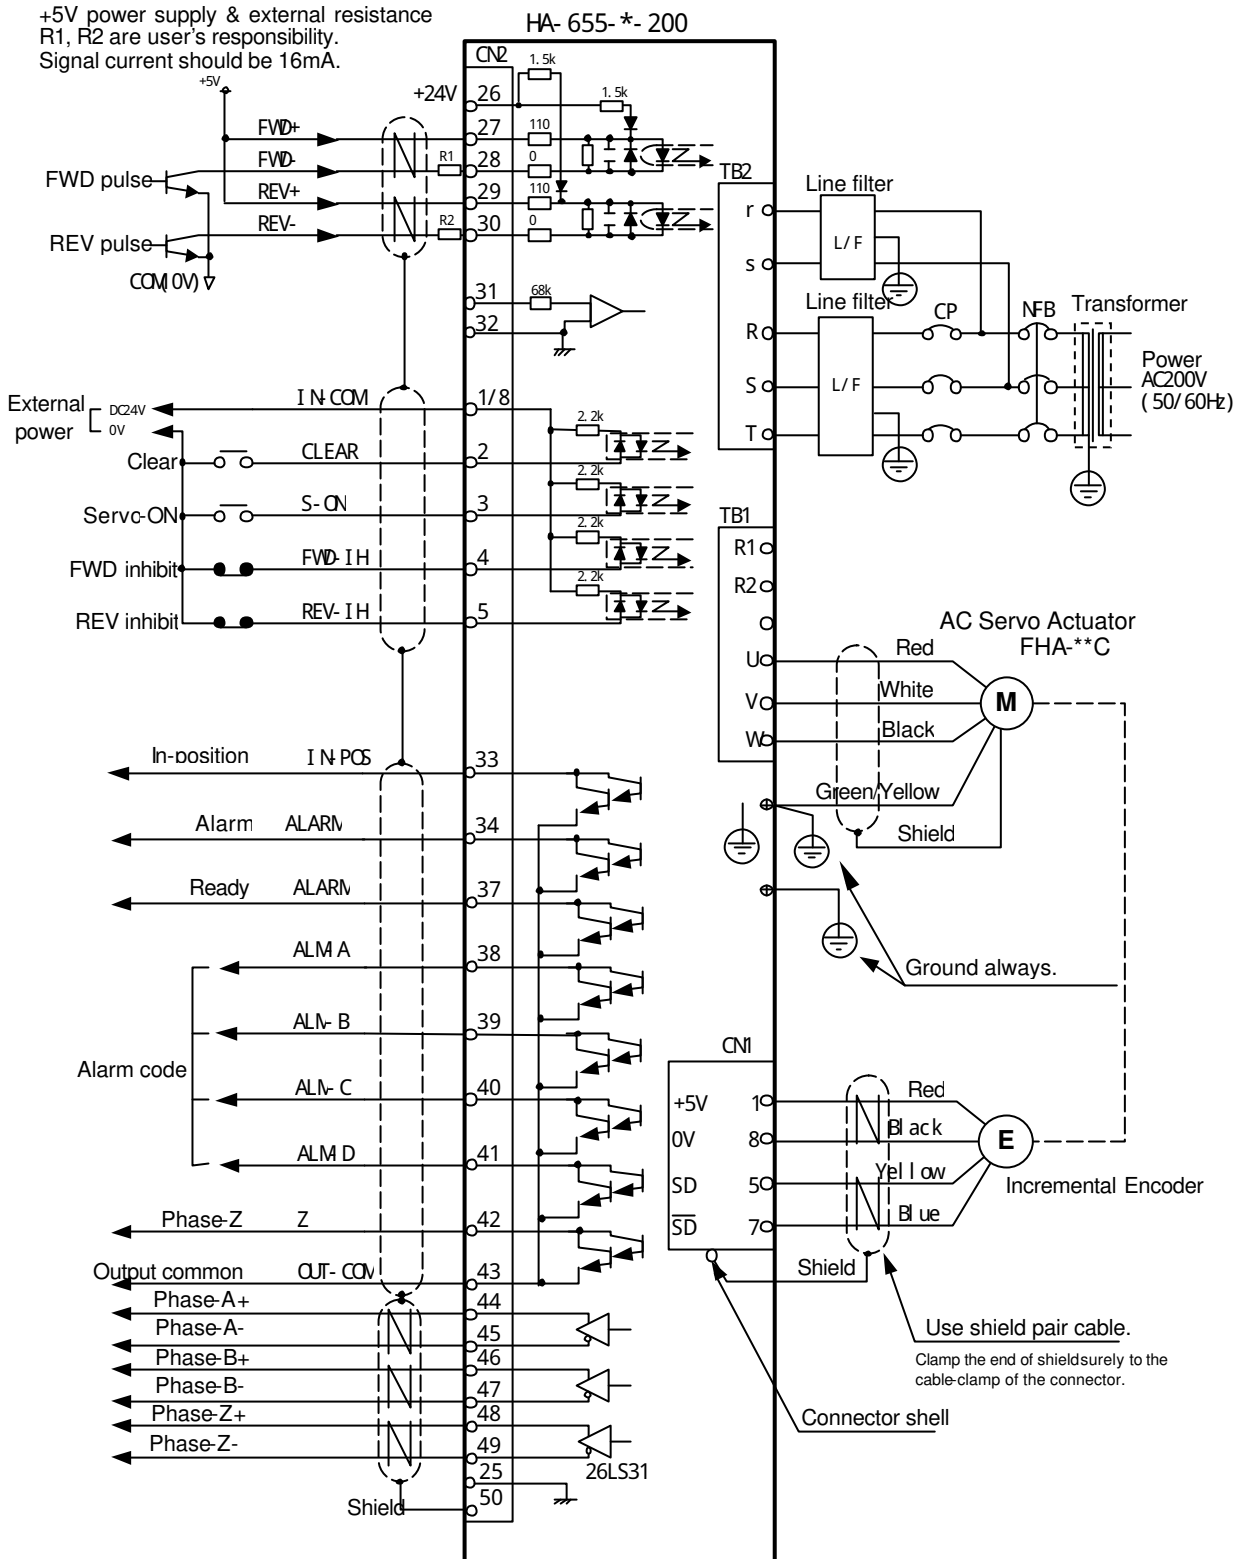 +5V power supply & external resistance
R1, R2 are user's responsibility.
Signal current should be 16mA.
HA-655-*-200
CN2
+5V
+24V
26
1.5k
1.5k
FWD+
27
110
FWD-
R1
28
0
FWD pulse
REV+
29
110
REV-
R2
30
0
REV pulse
COM(0V)
31
68k
32
TB2
r
s
R
S
T
Line filter
L/F
Line filter
L/F
CP
NFB
Transformer
Power
AC200V
(50/60Hz)
External
power
DC24V
0V
IN-COM
1/8
2.2k
Clear
CLEAR
2
2.2k
Servo-ON
S-ON
3
2.2k
FWD inhibit
FWD-IH
4
2.2k
REV inhibit
REV-IH
5
TB1
R1
R2
U
V
W
AC Servo Actuator
FHA-**C
Red
White
Black
M
Green/Yellow
Shield
Ground always.
In-position
IN-POS
33
Alarm
ALARM
34
Ready
ALARM
37
ALM-A
38
ALM-B
39
Alarm code
ALM-C
40
ALM-D
41
Phase-Z
Z
42
Output common
OUT-COM
43
Phase-A+
44
Phase-A-
45
Phase-B+
46
Phase-B-
47
Phase-Z+
48
Phase-Z-
49
26LS31
25
Shield
50
CN1
+5V
1
Red
0V
8
Black
E
SD
5
Yellow
Incremental Encoder
SD
7
Blue
Shield
Use shield pair cable.
Clamp the end of shieldsurely to the
cable-clamp of the connector.
Connector shell